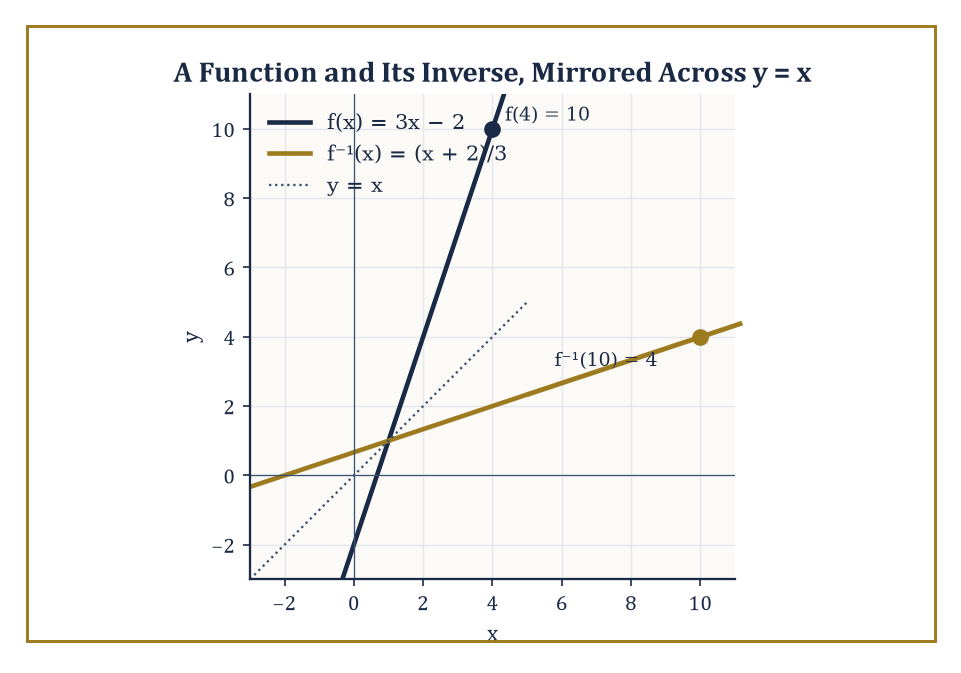 A Function and Its Inverse, Mirrored Across y = x
f(x) = 3x − 2
f⁻¹(x) = (x + 2)/3
y = x
f(4) = 10
f⁻¹(10) = 4
10
8
6
4
2
0
−2
y
−2 0 2 4 6 8 10
x